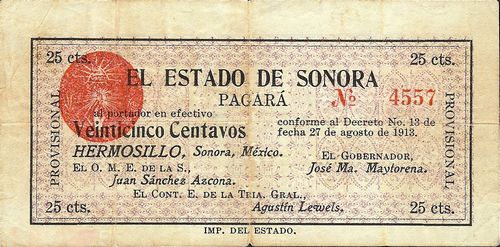 25 cts. 25 cts.
EL ESTADO DE SONORA
PAGARÁ
No 4557
al portador en efectivo
Veinticinco Centavos
conforme al Decreto No. 13 de
fecha 27 de agosto de 1913.
HERMOSILLO, Sonora, México.
EL O. M. E. DE LA S.,
Juan Sánchez Azcona.
EL GOBERNADOR,
José Ma. Maytorena.
EL CONT. E. DE LA TRIA. GRAL.,
Agustín Lewels.
PROVISIONAL
PROVISIONAL
25 cts. 25 cts.
IMP. DEL ESTADO.